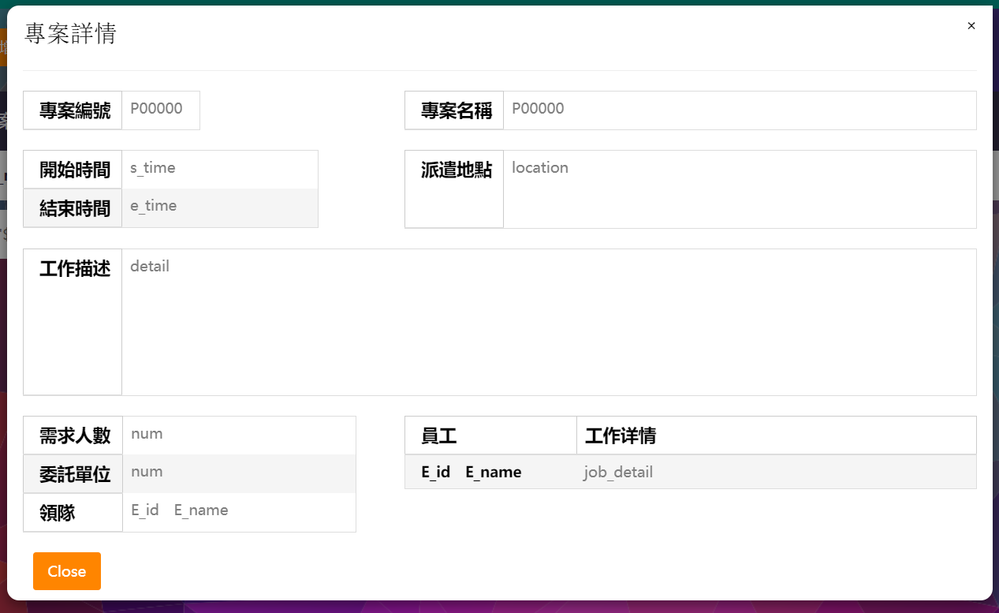 專案詳情
×
專案編號 P00000
專案名稱 P00000
開始時間 s_time
結束時間 e_time
派遣地點 location
工作描述 detail
需求人數 num
委託單位 num
領隊 E_id E_name
員工 工作详情
E_id E_name job_detail
Close